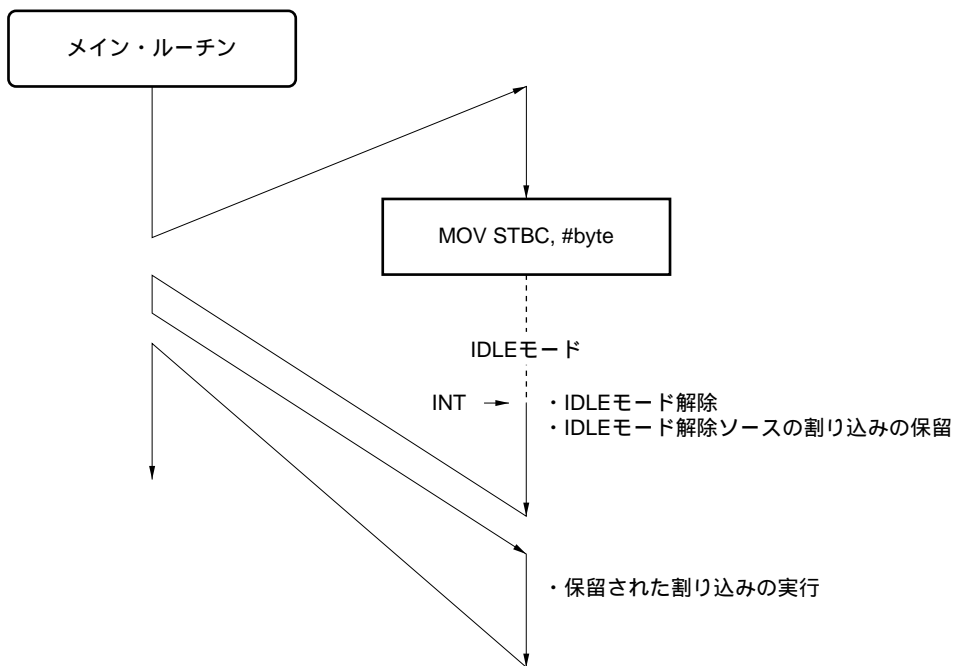 メイン・ルーチン
MOV STBC, #byte
IDLEモード
INT
・IDLEモード解除
・IDLEモード解除ソースの割り込みの保留
・保留された割り込みの実行